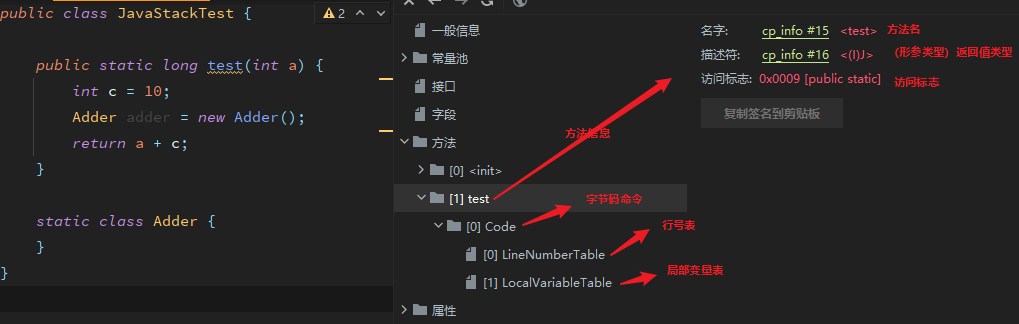 public class JavaStackTest {
2
public static long test(int a) {
int c = 10;
Adder adder = new Adder();
return a + c;
}
static class Adder {
}
}
一般信息
常量池
接口
字段
方法
[0] <init>
[1] test
[0] Code
[0] LineNumberTable
[1] LocalVariableTable
属性
方法信息
字节码命令
行号表
局部变量表
名字: cp_info #15 <test> 方法名
描述符: cp_info #16 <(I)J> （形参类型）返回值类型
访问标志: 0x0009 [public static] 访问标志
复制签名到剪贴板